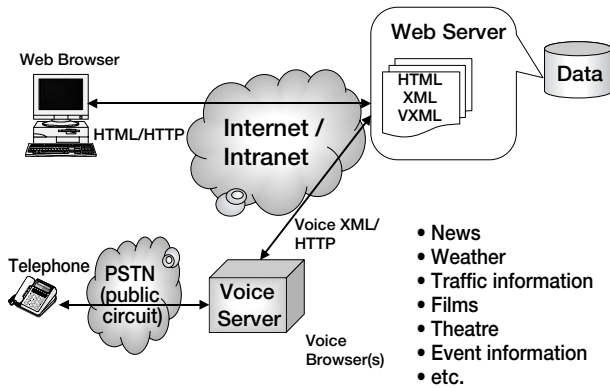 Web Server
Web Browser
Data
HTML
XML
VXML
HTML/HTTP
Internet /
Intranet
Voice XML/
HTTP
Telephone
PSTN
(public
circuit)
Voice
Server
Voice
Browser(s)
• News
• Weather
• Traffic information
• Films
• Theatre
• Event information
• etc.